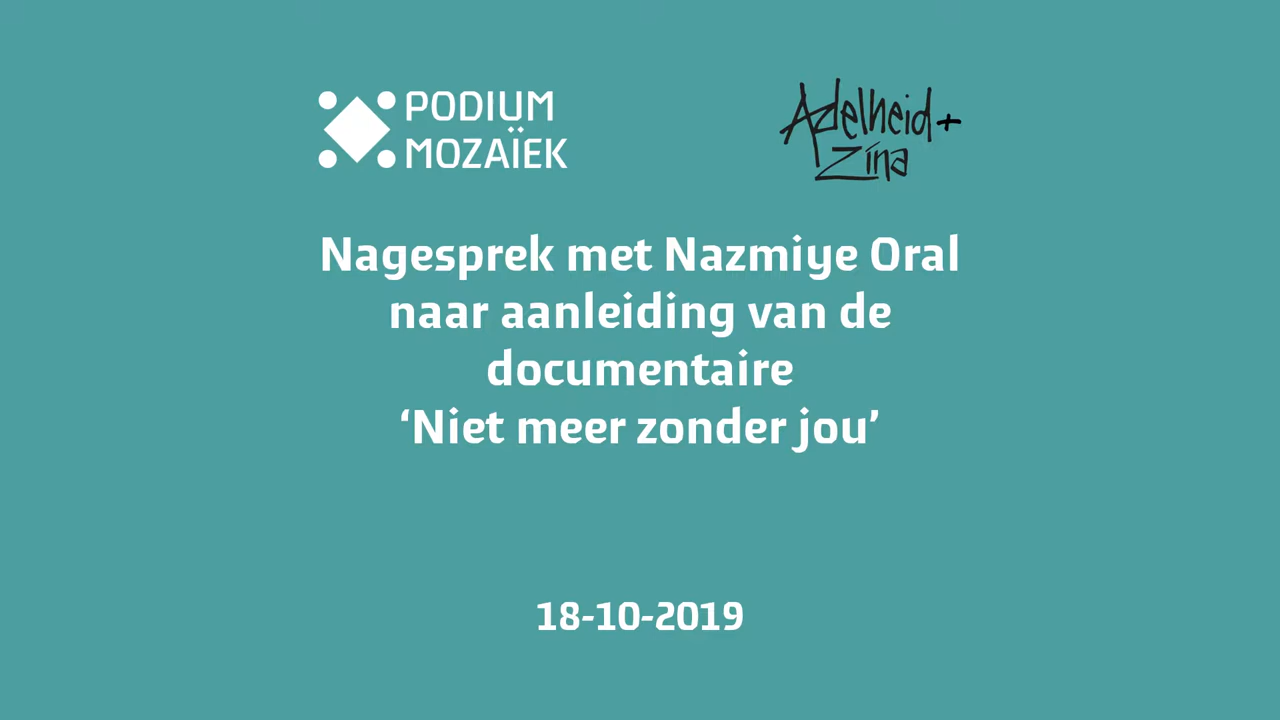 PODIUM
MOZAÏEK
Adelheid+
Zina
Nagesprek met Nazmiye Oral
naar aanleiding van de
documentaire
‘Niet meer zonder jou’
18-10-2019